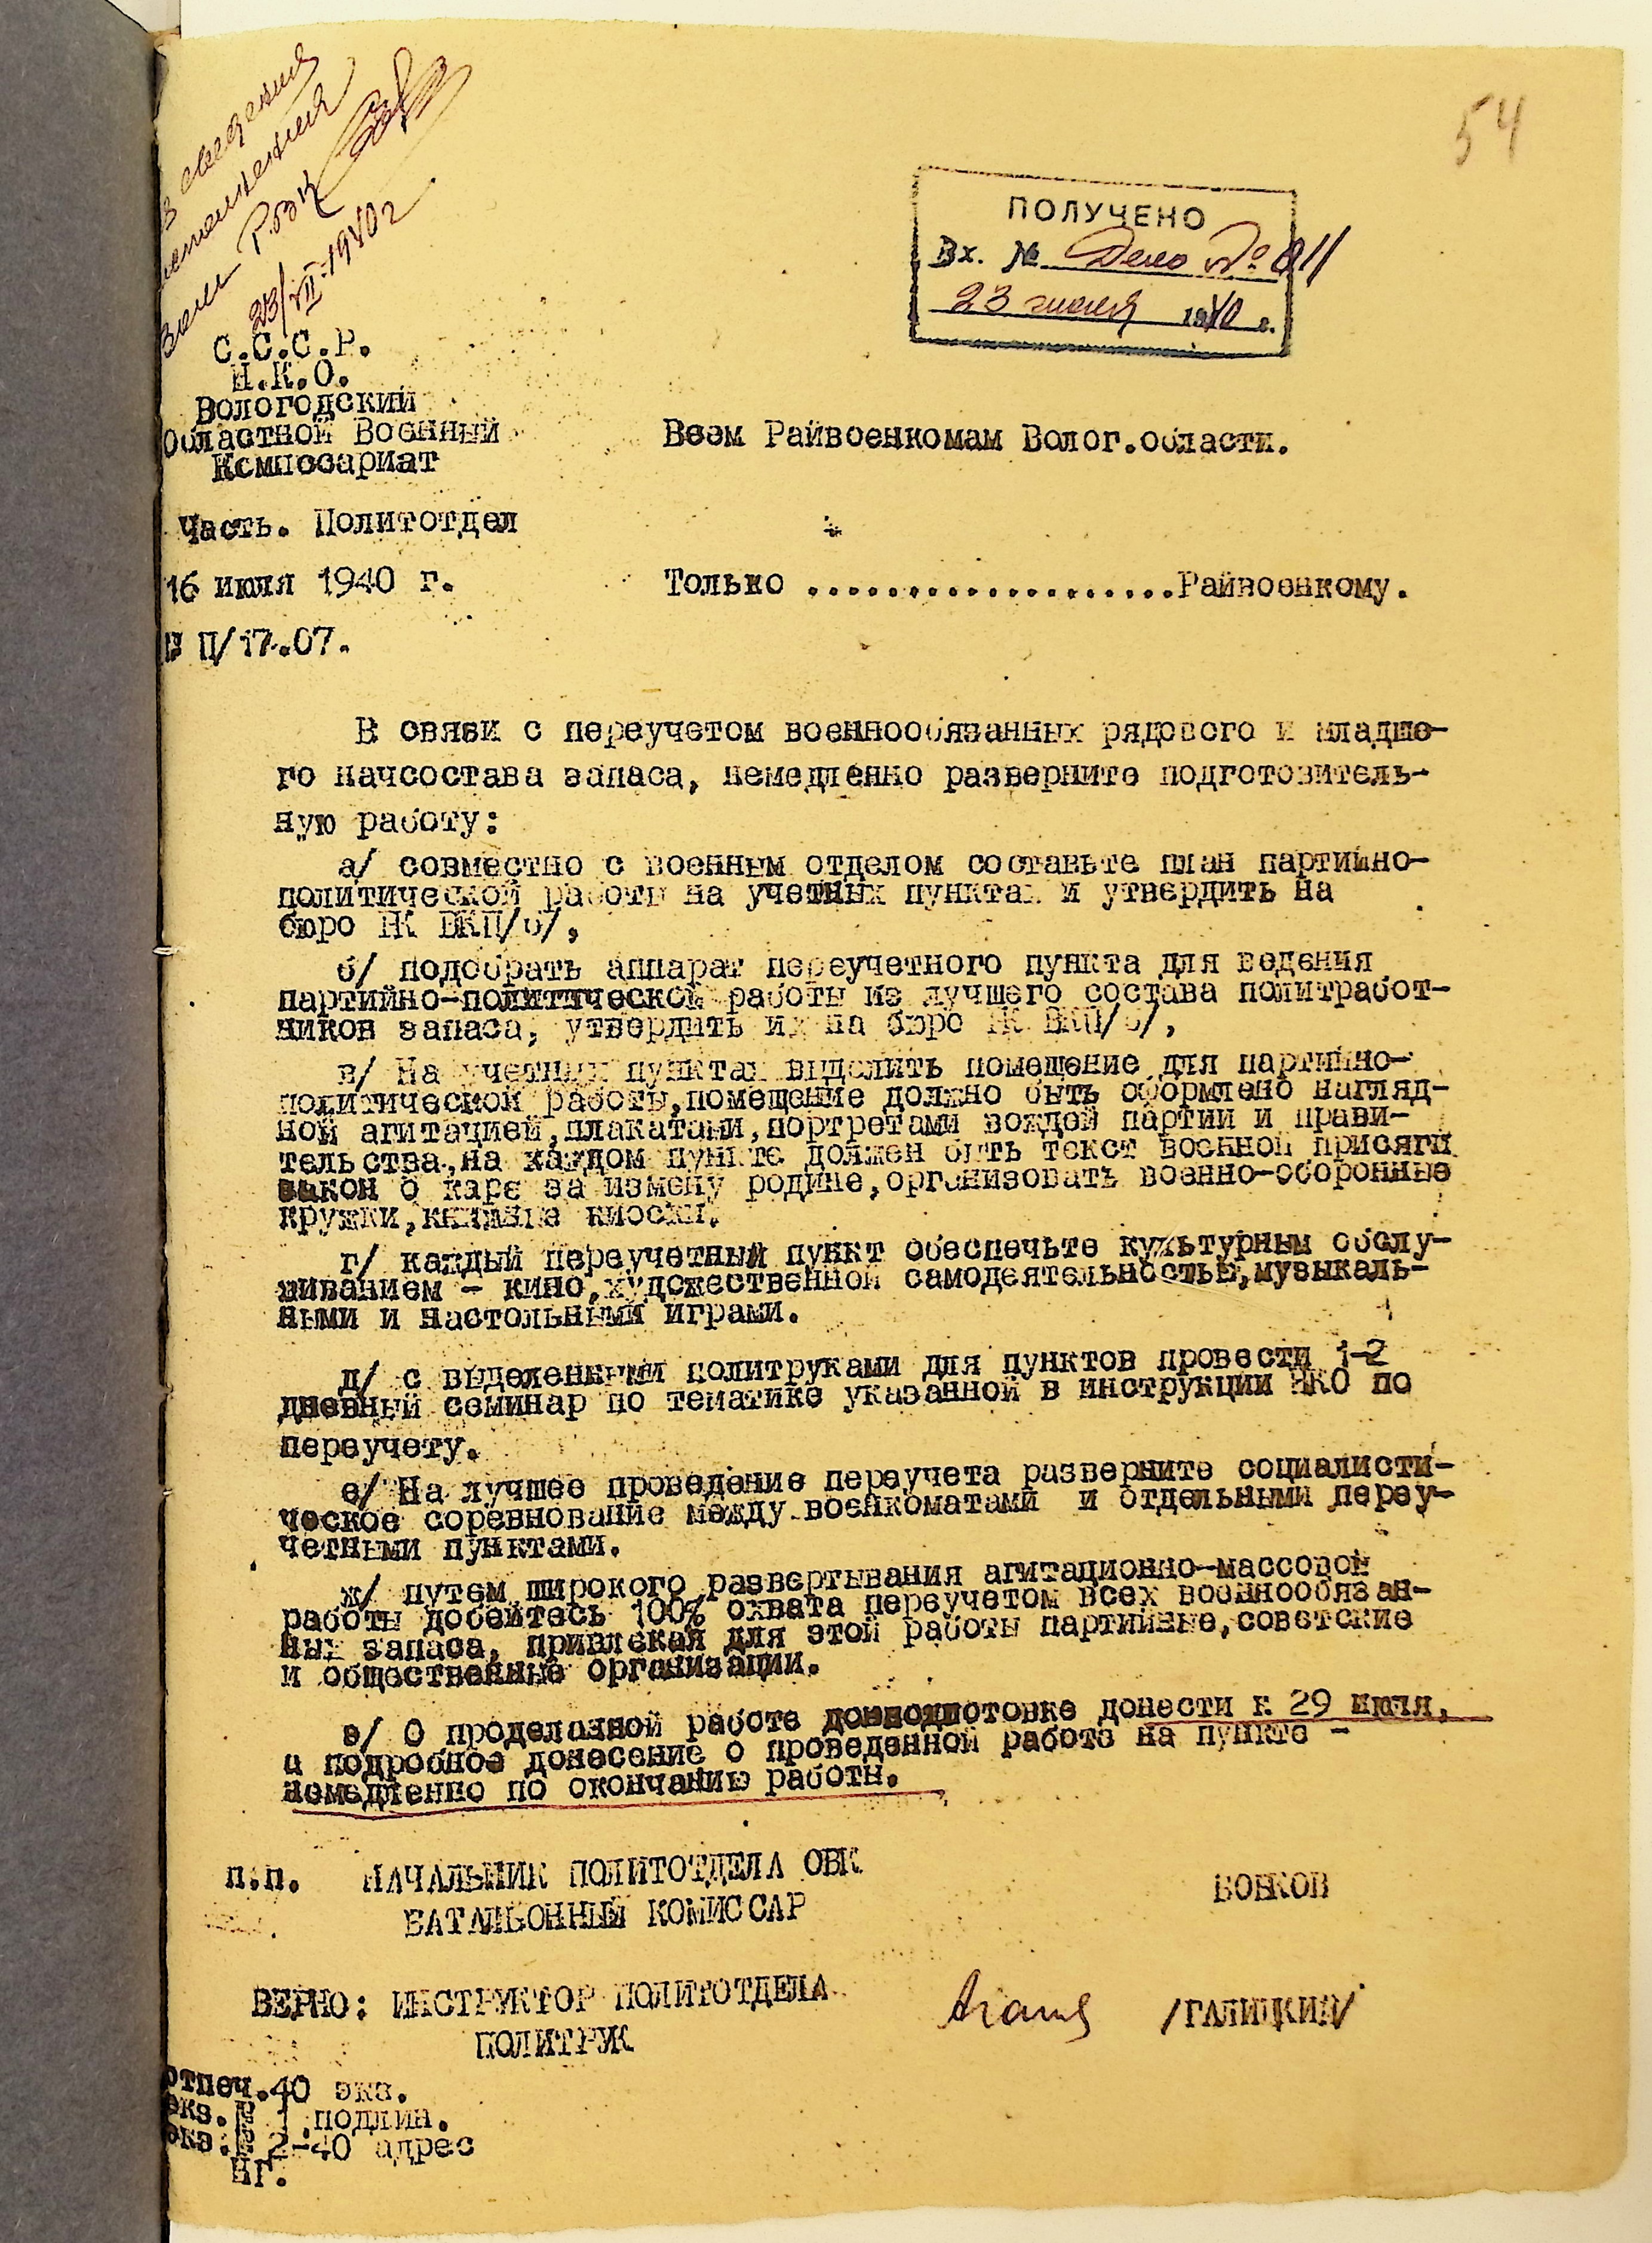 54
в сведения
Р.В.К.
23/VII-1940 г
ПОЛУЧЕНО
Вх. № Дело № 011
23 июля 1940 г.
С.С.С.Р.
Н.К.О.
Вологодский
Областной Военный
Комиссариат
Всем Райвоенкомам Волог.области.
Часть. Политотдел
16 июля 1940 г.
Только ...................Райвоенкому.
№ П/17.07.
В связи с переучетом военнообязанных рядового и младше-
го начсостава запаса, немедленно разверните подготовитель-
ную работу:
а/ совместно с военным отделом составьте план партийно-
политической работы на учетных пунктах и утвердить на
бюро РК ВКП/б/,
б/ подобрать аппарат переучетного пункта для ведения
партийно-политической работы из лучшего состава политработ-
ников запаса, утвердить их на бюро РК ВКП/б/,
в/ На учетных пунктах выделить помещение для партийно-
политической работы,помещение должно быть оформлено нагляд-
ной агитацией,плакатами,портретами вождей партии и прави-
тельства,на каждом пункте должен быть текст военной присяги
закон о каре за измену родине,организовать военно-оборонные
кружки,книжные киоски.
г/ каждый переучетный пункт обеспечьте культурным обслу-
живанием - кино,художественной самодеятельностью,музыкаль-
ными и настольными играми.
д/ с выделенными политруками для пунктов провести 1-2
дневный семинар по тематике указанной в инструкции НКО по
переучету.
е/ На лучшее проведение переучета разверните социалисти-
ческое соревнование между военкоматами и отдельными переу-
четными пунктами.
ж/ путем широкого развертывания агитационно-массовой
работы добейтесь 100% охвата переучетом всех военнообязан-
ных запаса, привлекая для этой работы партийные,советские
и общественные организации.
з/ О проделанной работе по подготовке донести к 29 июля,
и подробное донесение о проведенной работе на пункте -
немедленно по окончанию работы.
п.п. НАЧАЛЬНИК ПОЛИТОТДЕЛА ОВК
БАТАЛЬОННЫЙ КОМИССАР
ВОЛКОВ
ВЕРНО: ИНСТРУКТОР ПОЛИТОТДЕЛА
ПОЛИТРУК
/ГАЛИЦКИЙ/
отпеч.40 экз.
экз.№ 1.подлин.
экз.№ 2-40 адрес
НГ.